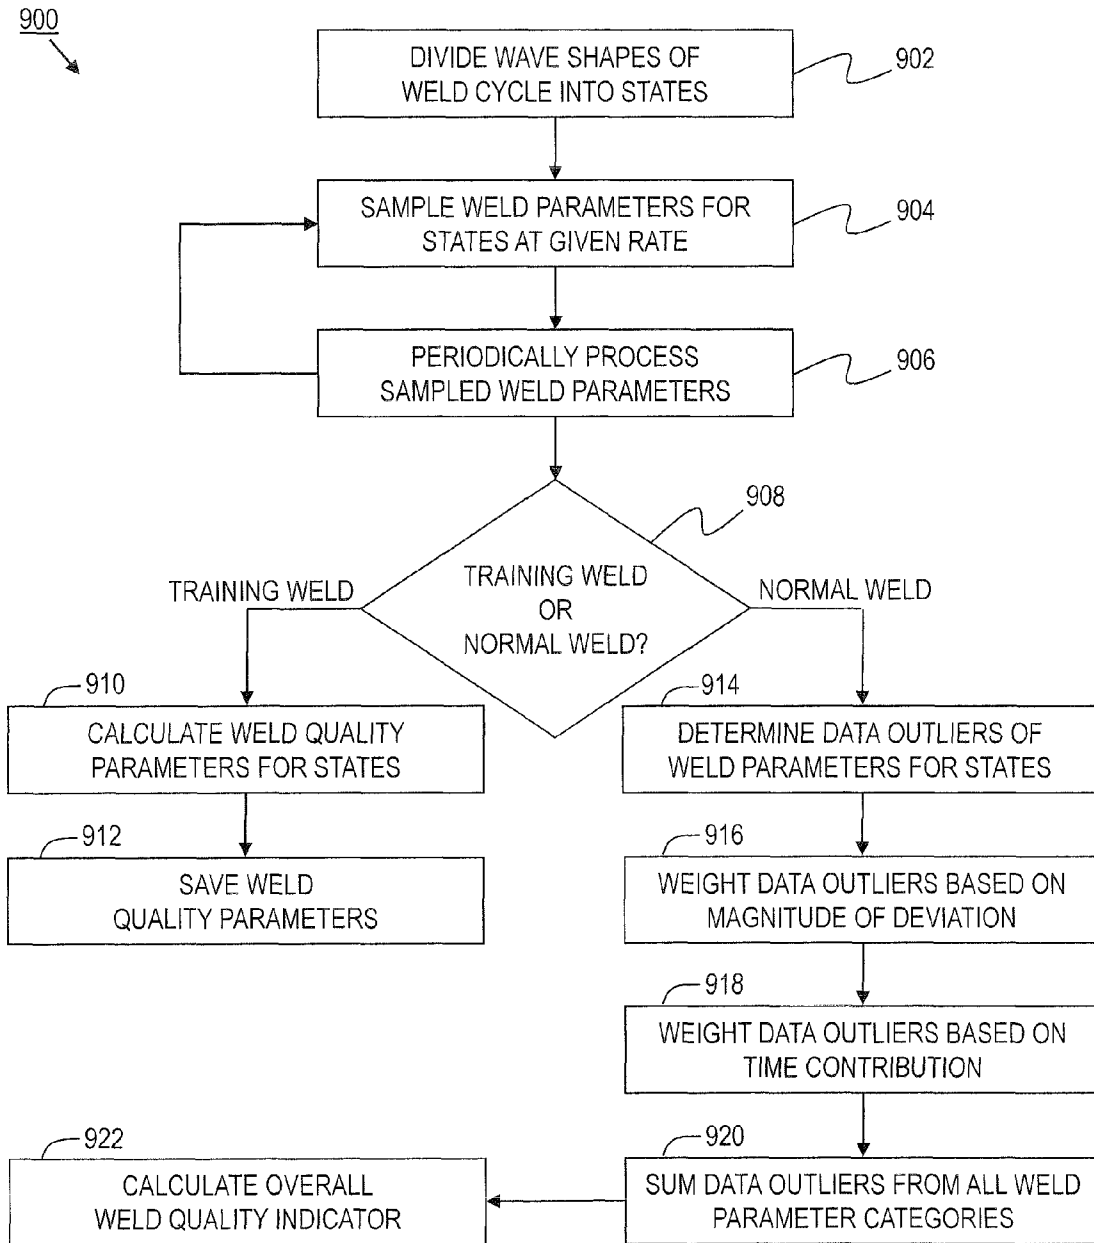 900
DIVIDE WAVE SHAPES OF
WELD CYCLE INTO STATES
902
SAMPLE WELD PARAMETERS FOR
STATES AT GIVEN RATE
904
PERIODICALLY PROCESS
SAMPLED WELD PARAMETERS
906
908
TRAINING WELD
OR
NORMAL WELD?
TRAINING WELD
NORMAL WELD
910
CALCULATE WELD QUALITY
PARAMETERS FOR STATES
912
SAVE WELD
QUALITY PARAMETERS
914
DETERMINE DATA OUTLIERS OF
WELD PARAMETERS FOR STATES
916
WEIGHT DATA OUTLIERS BASED ON
MAGNITUDE OF DEVIATION
918
WEIGHT DATA OUTLIERS BASED ON
TIME CONTRIBUTION
920
SUM DATA OUTLIERS FROM ALL WELD
PARAMETER CATEGORIES
922
CALCULATE OVERALL
WELD QUALITY INDICATOR